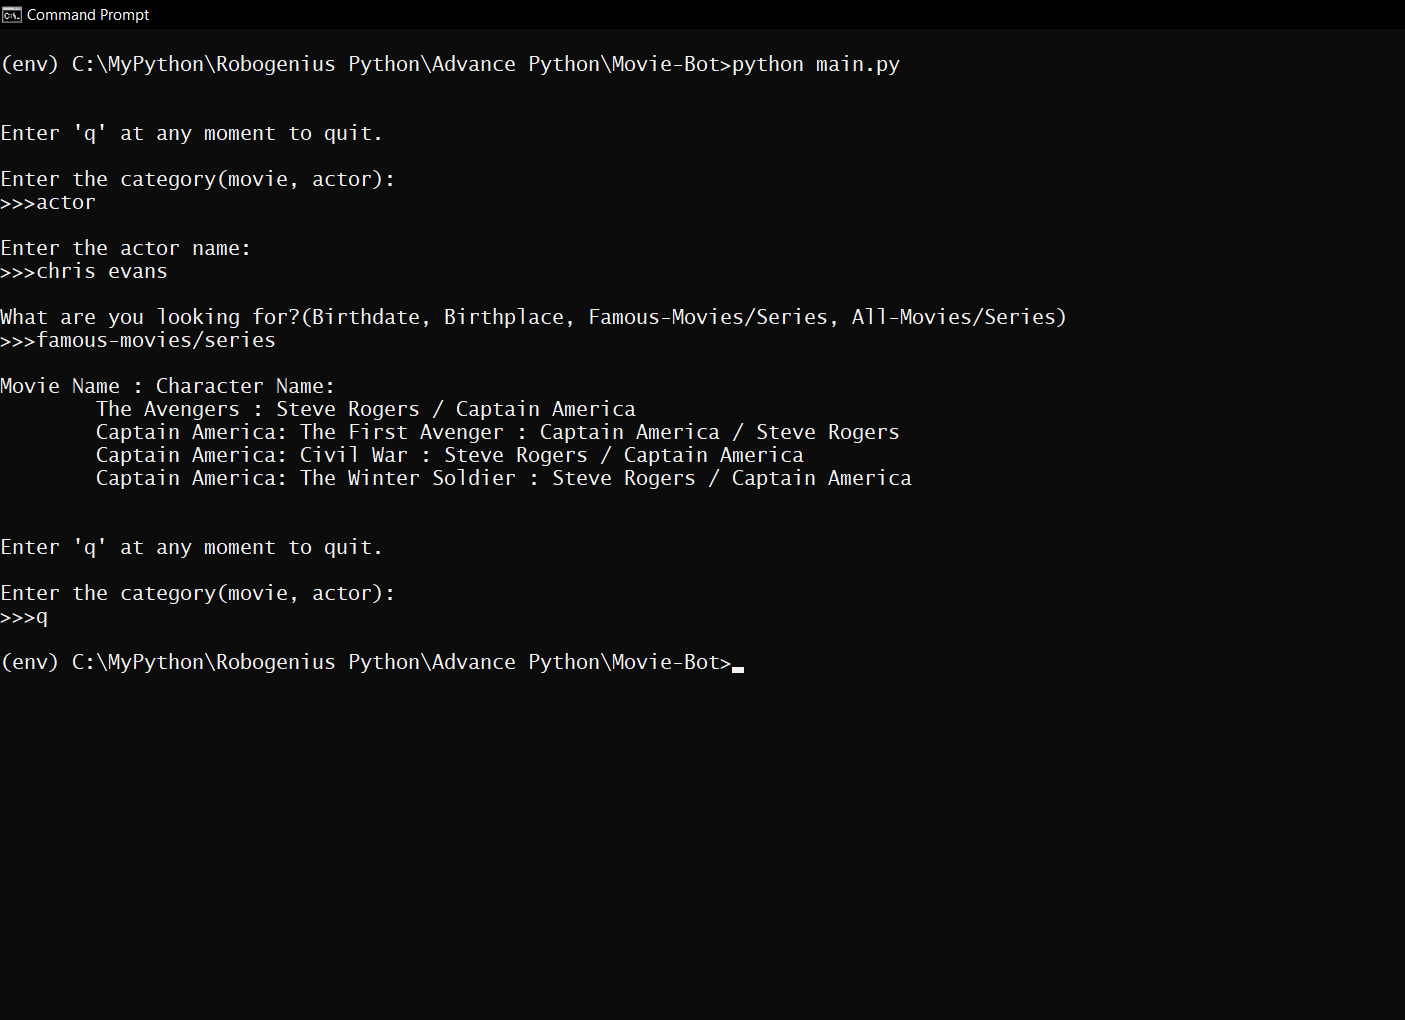 Command Prompt
(env) C:\MyPython\Robogenius Python\Advance Python\Movie-Bot>python main.py
Enter 'q' at any moment to quit.
Enter the category(movie, actor):
>>>actor
Enter the actor name:
>>>chris evans
What are you looking for?(Birthdate, Birthplace, Famous-Movies/Series, All-Movies/Series)
>>>famous-movies/series
Movie Name : Character Name:
The Avengers : Steve Rogers / Captain America
Captain America: The First Avenger : Captain America / Steve Rogers
Captain America: Civil War : Steve Rogers / Captain America
Captain America: The Winter Soldier : Steve Rogers / Captain America
Enter 'q' at any moment to quit.
Enter the category(movie, actor):
>>>q
(env) C:\MyPython\Robogenius Python\Advance Python\Movie-Bot>